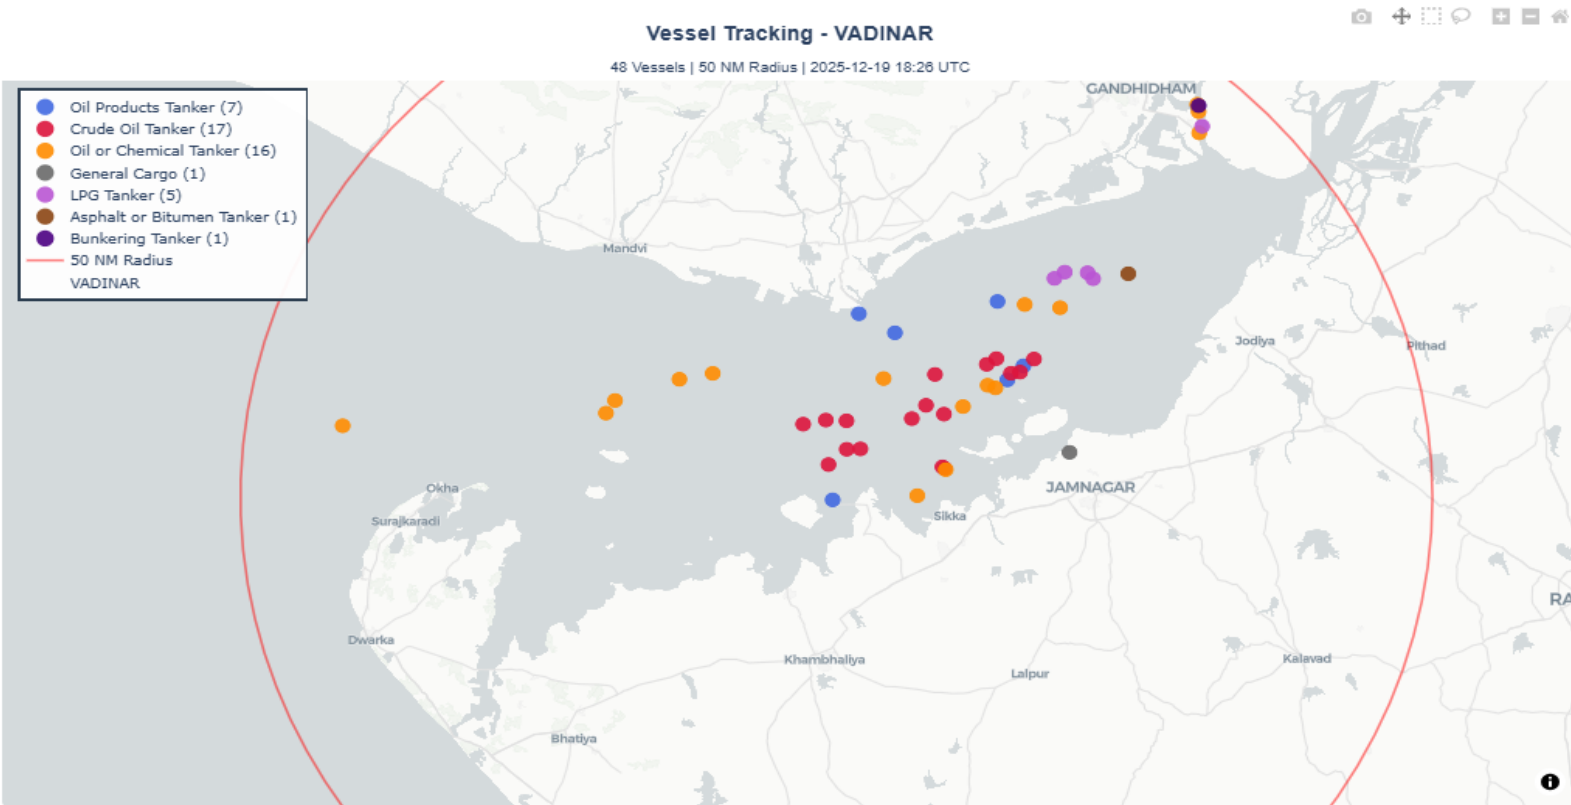 Vessel Tracking - VADINAR
48 Vessels | 50 NM Radius | 2025-12-19 18:26 UTC
Oil Products Tanker (7)
Crude Oil Tanker (17)
Oil or Chemical Tanker (16)
General Cargo (1)
LPG Tanker (5)
Asphalt or Bitumen Tanker (1)
Bunkering Tanker (1)
50 NM Radius
VADINAR
GANDHIDHAM
Mandvi
Jodiya
Pithad
Okha
JAMNAGAR
Surajkaradi
Sikka
RA
Dwarka
Khambhaliya
Kalavad
Lalpur
Bhatiya